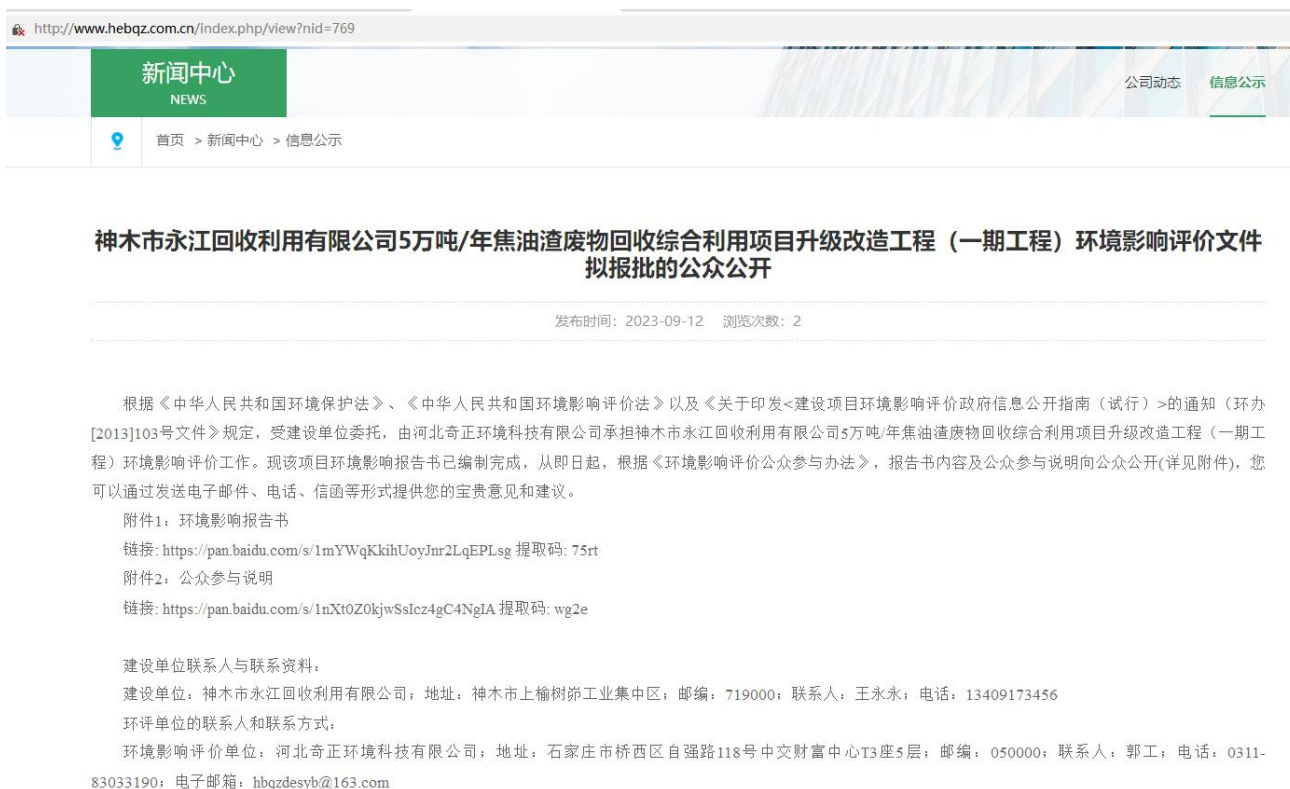 http://www.hebqz.com.cn/index.php/view?nid=769
新闻中心
NEWS
公司动态 信息公示
首页 > 新闻中心 > 信息公示
神木市永江回收利用有限公司5万吨/年焦油渣废物回收综合利用项目升级改造工程（一期工程）环境影响评价文件
拟报批的公众公开
发布时间：2023-09-12 浏览次数：2
根据《中华人民共和国环境保护法》、《中华人民共和国环境影响评价法》以及《关于印发<建设项目环境影响评价政府信息公开指南（试行）>的通知（环办
[2013]103号文件》规定，受建设单位委托，由河北奇正环境科技有限公司承担神木市永江回收利用有限公司5万吨/年焦油渣废物回收综合利用项目升级改造工程（一期工
程）环境影响评价工作。现该项目环境影响报告书已编制完成，从即日起，根据《环境影响评价公众参与办法》，报告书内容及公众参与说明向公众公开(详见附件)，您
可以通过发送电子邮件、电话、信函等形式提供您的宝贵意见和建议。
附件1：环境影响报告书
链接: https://pan.baidu.com/s/1mYWqKkihUoyJnr2LqEPLsg 提取码: 75rt
附件2：公众参与说明
链接: https://pan.baidu.com/s/1nXt0Z0kjwSsIcz4gC4NgIA 提取码: wg2e
建设单位联系人与联系资料：
建设单位：神木市永江回收利用有限公司；地址：神木市上榆树峁工业集中区；邮编：719000；联系人：王永永；电话：13409173456
环评单位的联系人和联系方式：
环境影响评价单位：河北奇正环境科技有限公司；地址：石家庄市桥西区自强路118号中交财富中心T3座5层；邮编：050000；联系人：郭工；电话：0311-
83033190；电子邮箱：hbqzdesyb@163.com